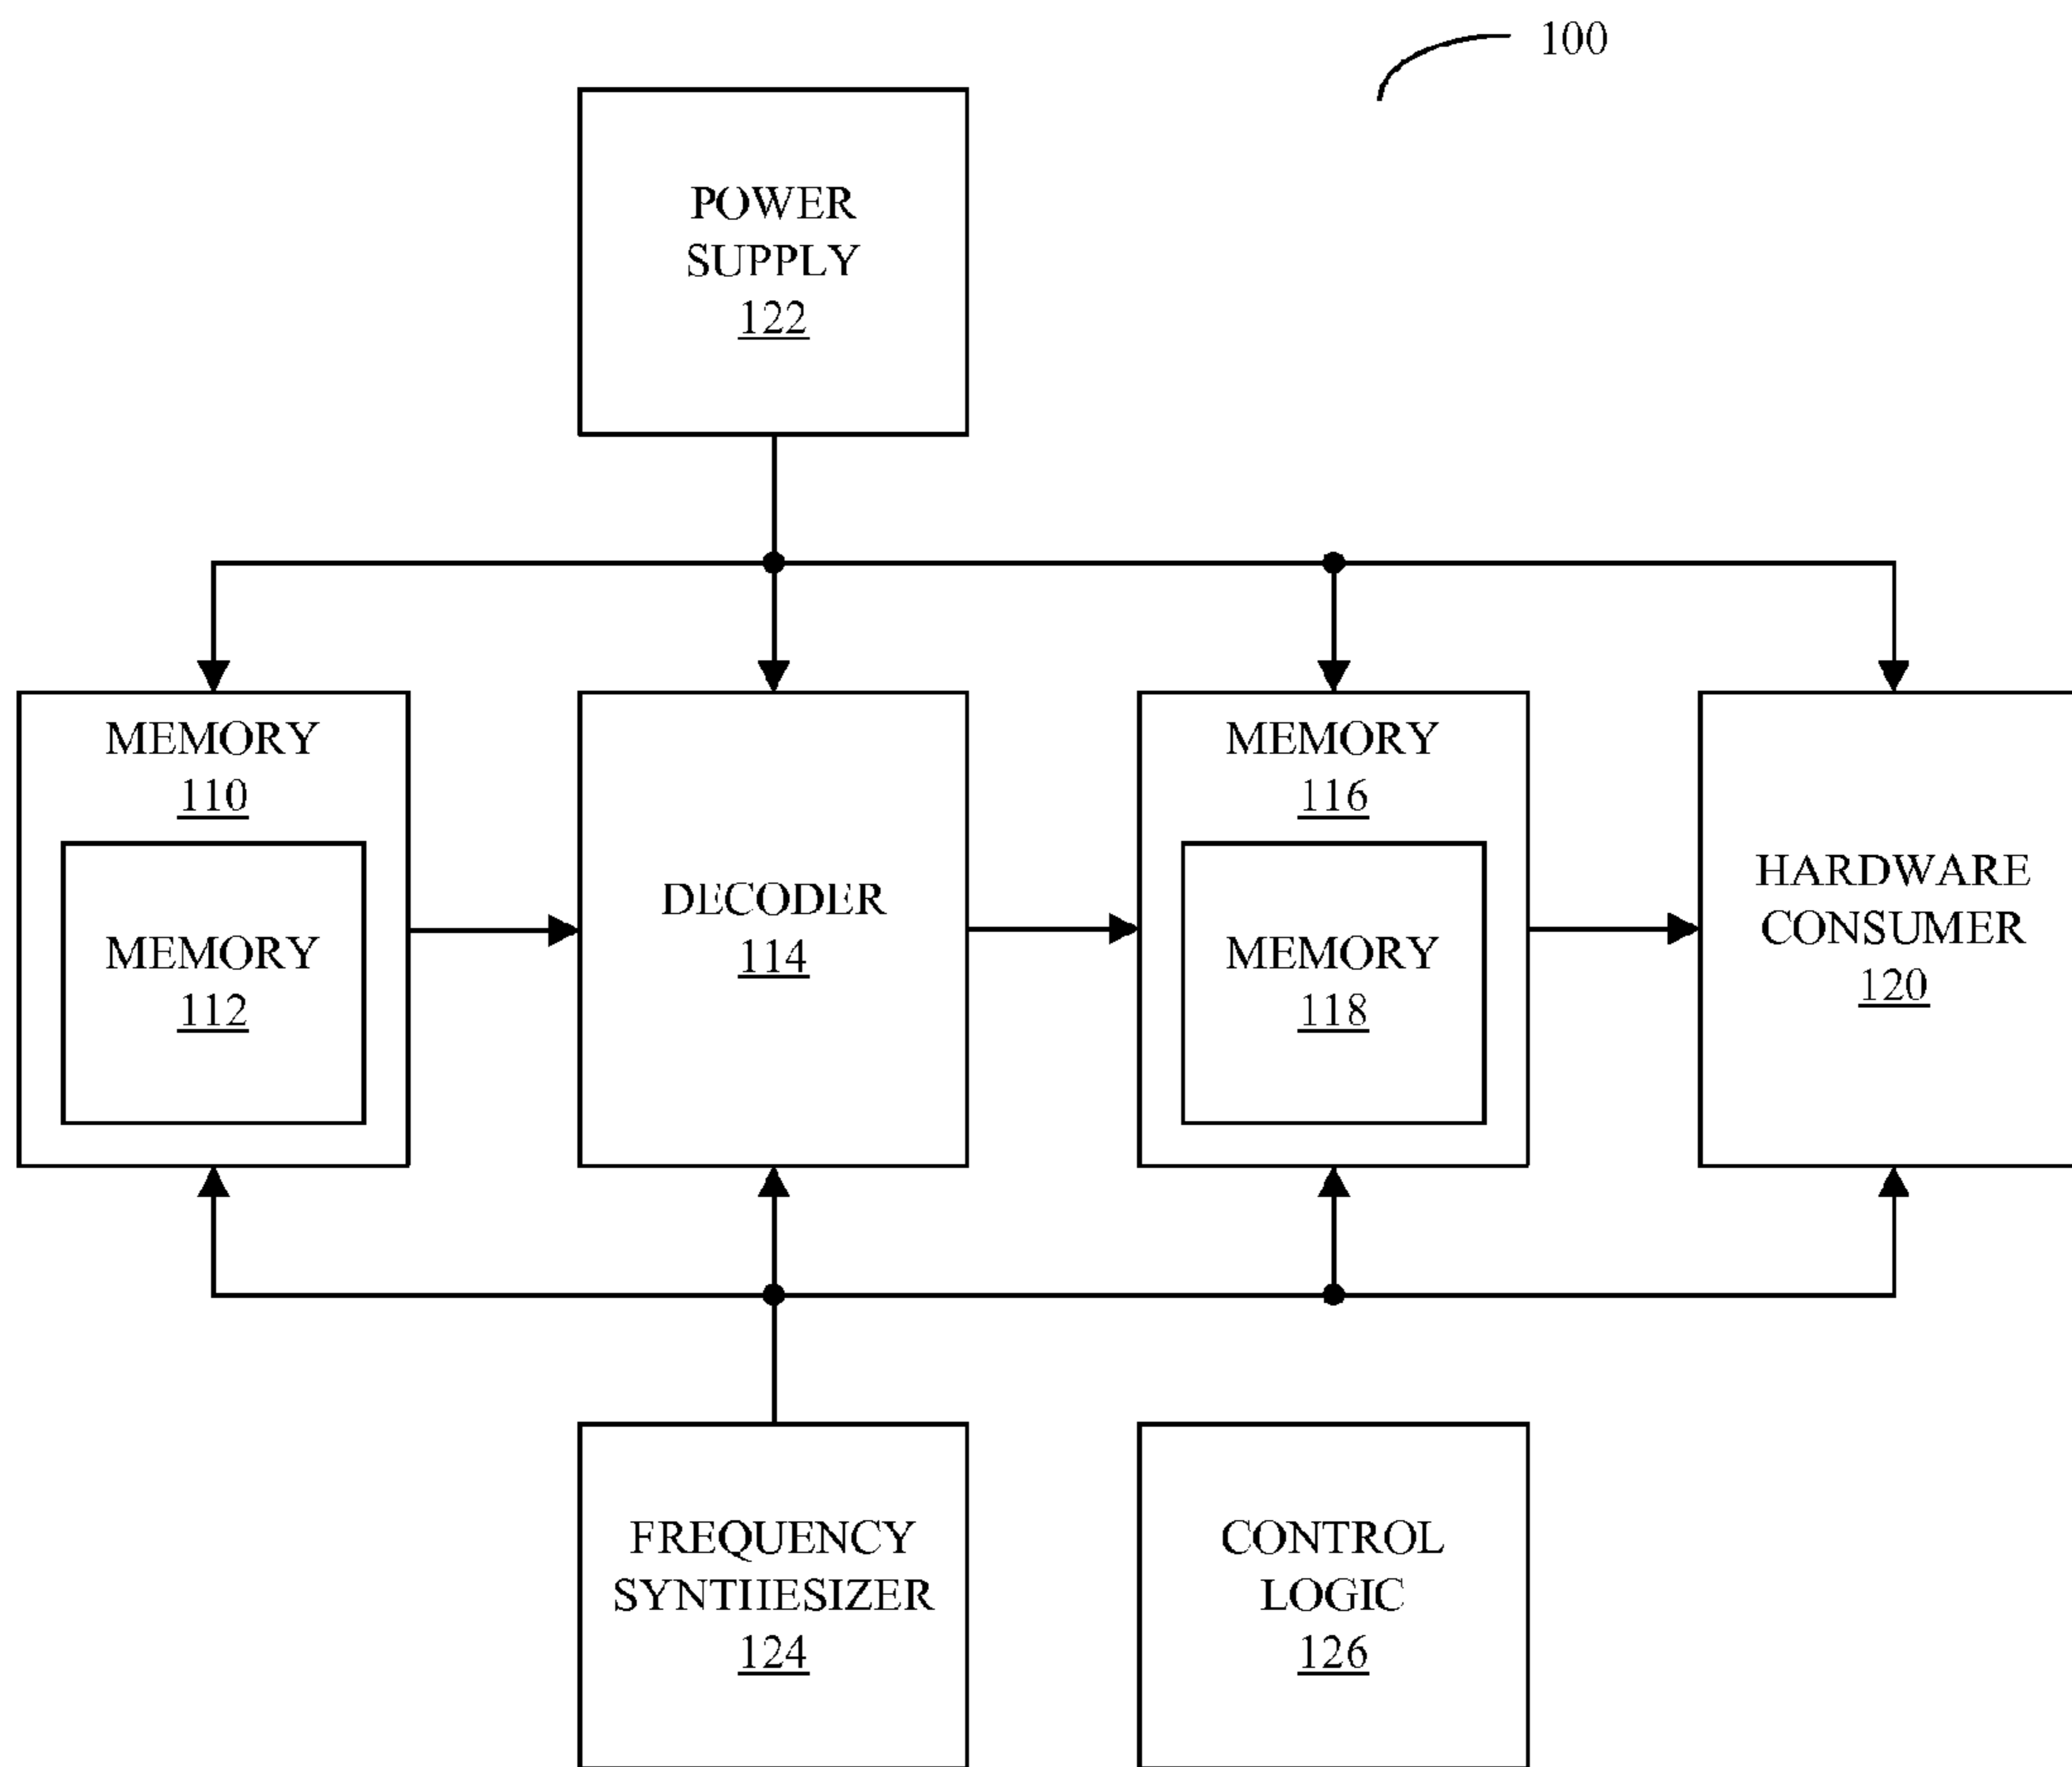 100
POWER
SUPPLY
122
MEMORY
110
MEMORY
112
DECODER
114
MEMORY
116
MEMORY
118
HARDWARE
CONSUMER
120
FREQUENCY
SYNTHESIZER
124
CONTROL
LOGIC
126